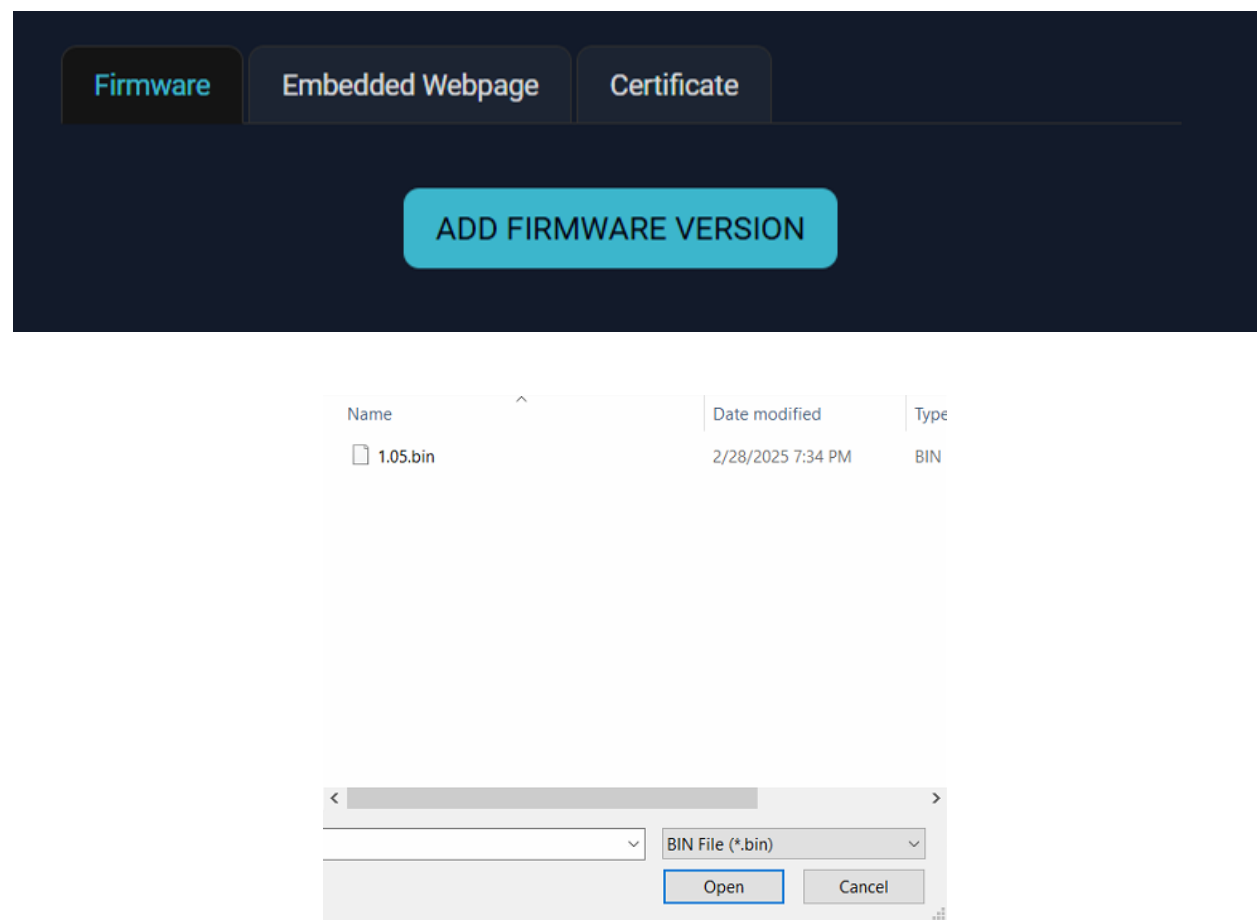 Firmware Embedded Webpage Certificate
ADD FIRMWARE VERSION
Name Date modified Type
1.05.bin 2/28/2025 7:34 PM BIN
BIN File (*.bin)
Open Cancel